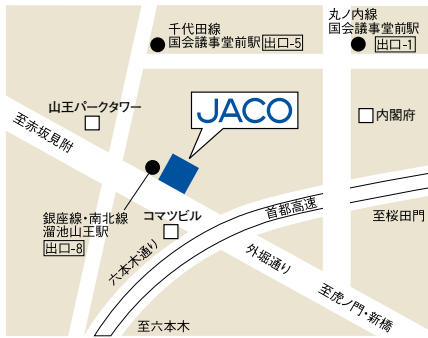 千代田線
国会議事堂前駅 出口-5
丸ノ内線
国会議事堂前駅
出口-1
山王パークタワー
JACO
内閣府
至赤坂見附
銀座線・南北線
溜池山王駅
出口-8
コマツビル
首都高速
至桜田門
六本木通り
外堀通り
至虎ノ門・新橋
至六本木